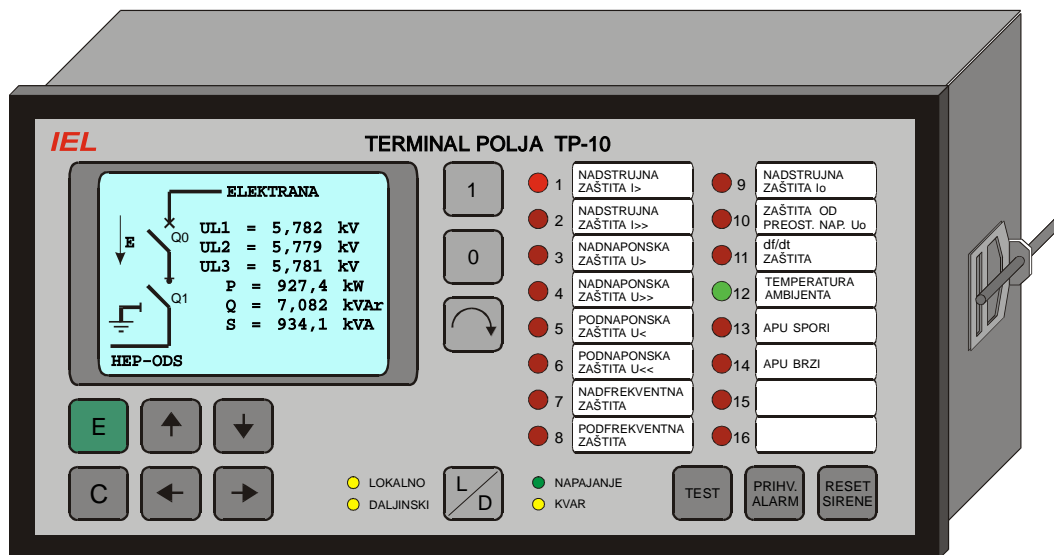 IEL
TERMINAL POLJA TP-10
ELEKTRANA
E
Q0
Q1
UL1 = 5,782 kV
UL2 = 5,779 kV
UL3 = 5,781 kV
P = 927,4 kW
Q = 7,082 kVAr
S = 934,1 kVA
HEP-ODS
1
0
1 NADSTRUJNA
ZAŠTITA I>
2 NADSTRUJNA
ZAŠTITA I>>
3 NADNAPONSKA
ZAŠTITA U>
4 NADNAPONSKA
ZAŠTITA U>>
5 PODNAPONSKA
ZAŠTITA U<
6 PODNAPONSKA
ZAŠTITA U<<
7 NADFREKVENTNA
ZAŠTITA
8 PODFREKVENTNA
ZAŠTITA
9 NADSTRUJNA
ZAŠTITA Io
10 ZAŠTITA OD
PREOST. NAP. Uo
11 df/dt
ZAŠTITA
12 TEMPERATURA
AMBIJENTA
13 APU SPORI
14 APU BRZI
15
16
E
C
LOKALNO
DALJINSKI
L/D
NAPAJANJE
KVAR
TEST
PRIHV.
ALARM
RESET
SIRENE